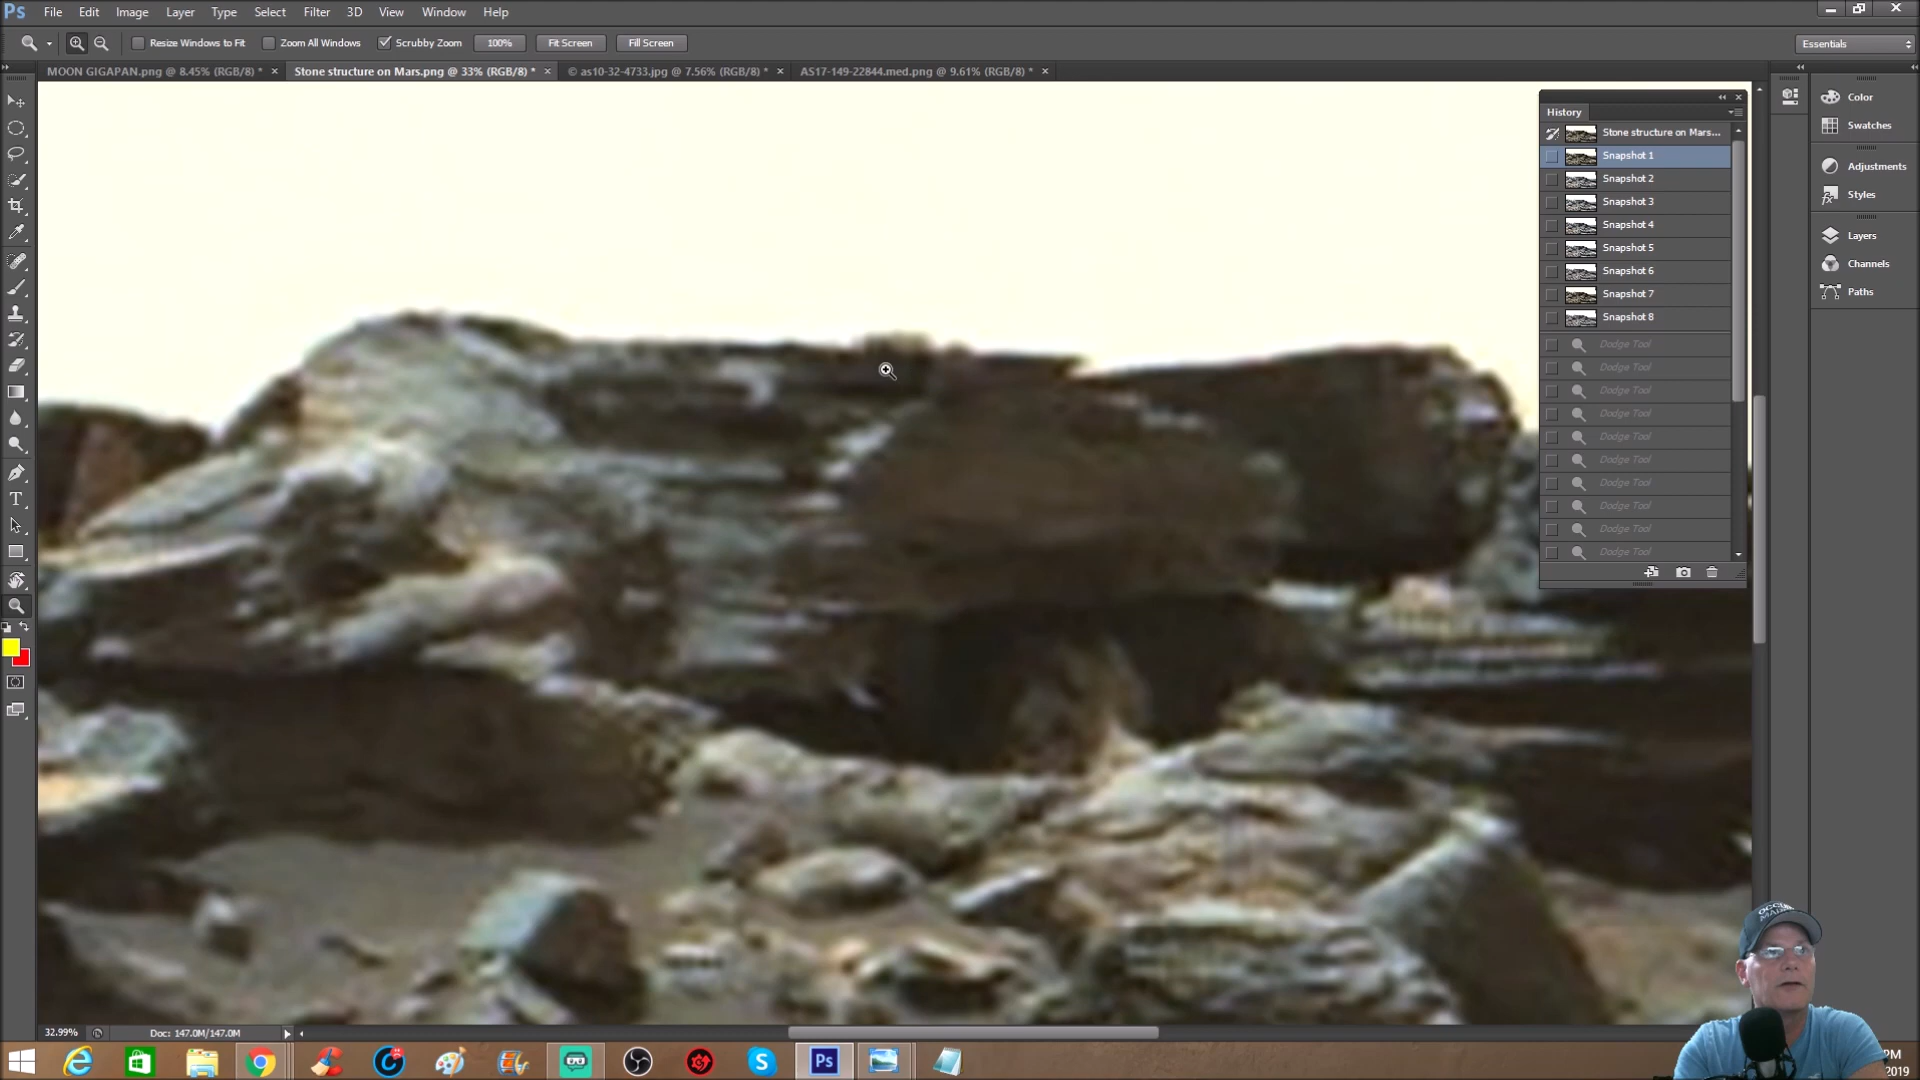 Ps File Edit Image Layer Type Select Filter 3D View Window Help
Resize Windows to Fit Zoom All Windows Scrubby Zoom 100% Fit Screen Fill Screen Essentials
MOON GIGAPAN.png @ 8.45% (RGB/8) * Stone structure on Mars.png @ 33% (RGB/8) * © as10-32-4733.jpg @ 7.56% (RGB/8) * AS17-149-22844.med.png @ 9.61% (RGB/8) *
History
Stone structure on Mars...
Snapshot 1
Snapshot 2
Snapshot 3
Snapshot 4
Snapshot 5
Snapshot 6
Snapshot 7
Snapshot 8
Dodge Tool
Dodge Tool
Dodge Tool
Dodge Tool
Dodge Tool
Dodge Tool
Dodge Tool
Dodge Tool
Dodge Tool
Dodge Tool
Color
Swatches
Adjustments
Styles
Layers
Channels
Paths
T
32.99% Doc: 147.0M/147.0M
Ps
PM
2019